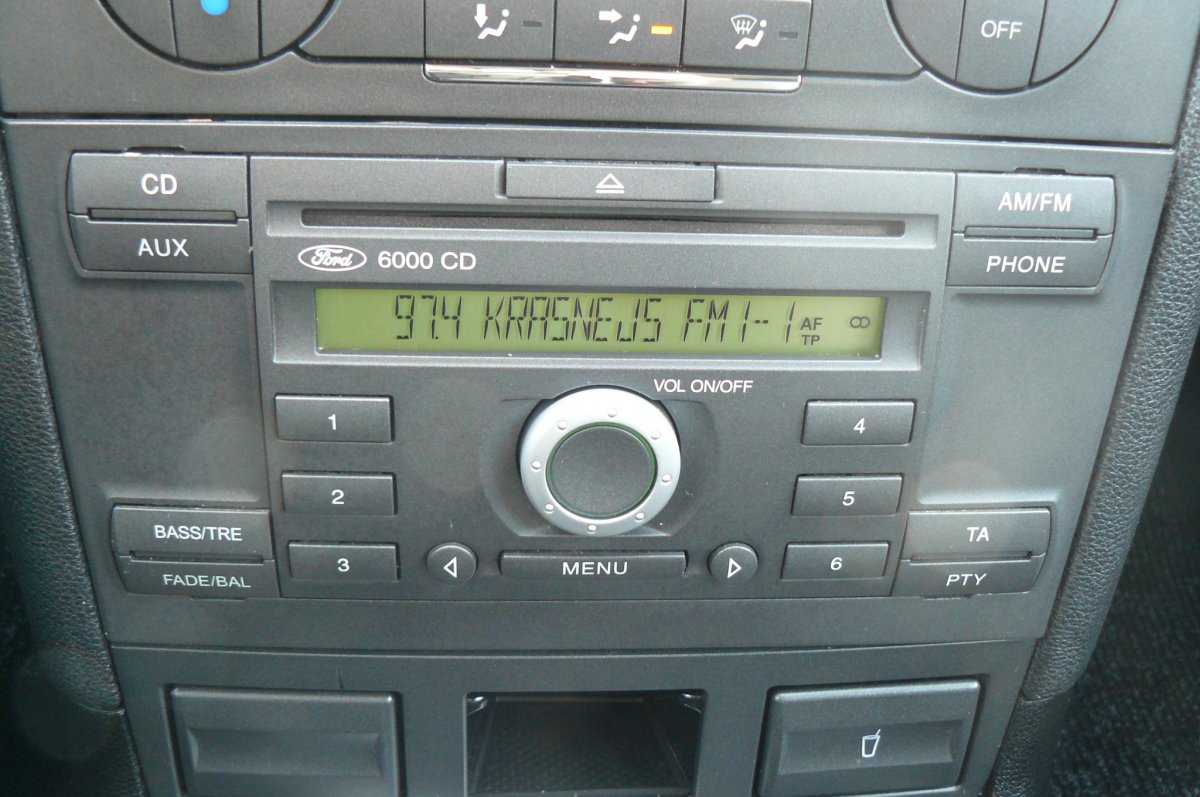 OFF
CD
AUX
AM/FM
PHONE
Ford 6000 CD
97.4 KRASNEJS FM1-1 AF TP
VOL ON/OFF
1
4
2
5
BASS/TRE
TA
3
MENU
6
FADE/BAL
PTY